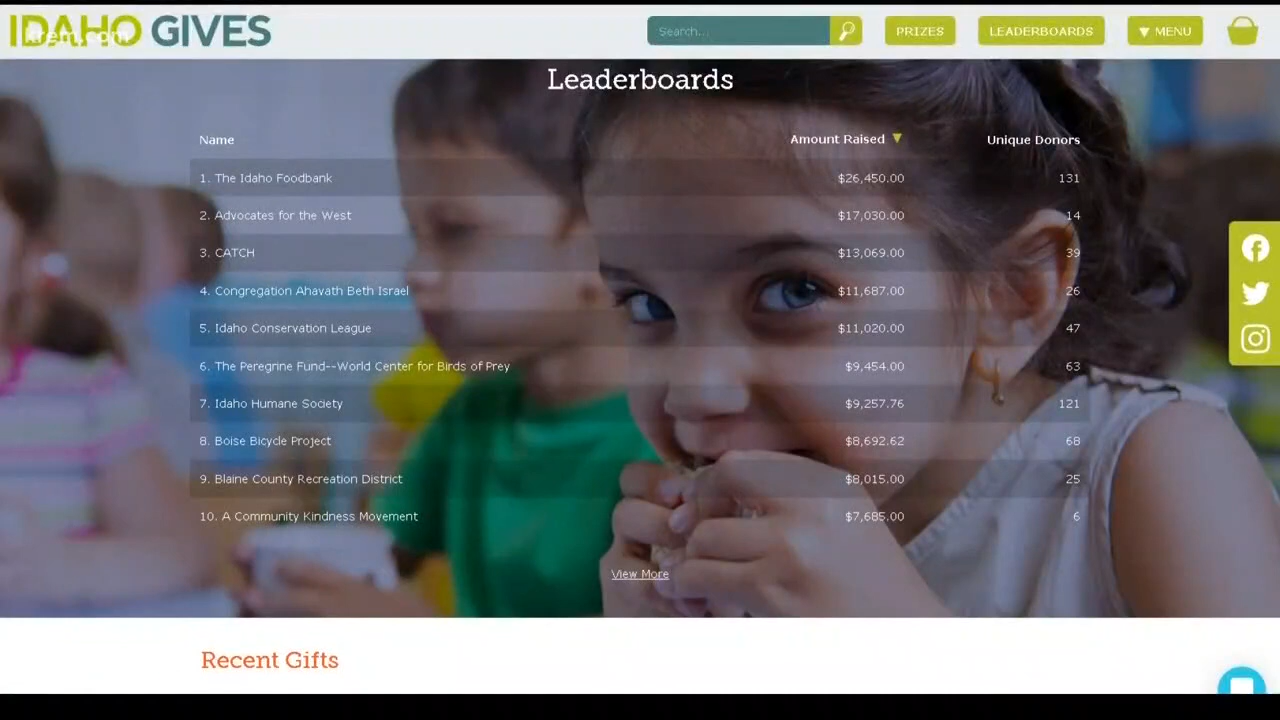 IDAHO GIVES
krem.com
Search...
PRIZES
LEADERBOARDS
▼ MENU
Leaderboards
Name Amount Raised ▼ Unique Donors
1. The Idaho Foodbank $26,450.00 131
2. Advocates for the West $17,030.00 14
3. CATCH $13,069.00 39
4. Congregation Ahavath Beth Israel $11,687.00 26
5. Idaho Conservation League $11,020.00 47
6. The Peregrine Fund--World Center for Birds of Prey $9,454.00 63
7. Idaho Humane Society $9,257.76 121
8. Boise Bicycle Project $8,692.62 68
9. Blaine County Recreation District $8,015.00 25
10. A Community Kindness Movement $7,685.00 6
View More
Recent Gifts